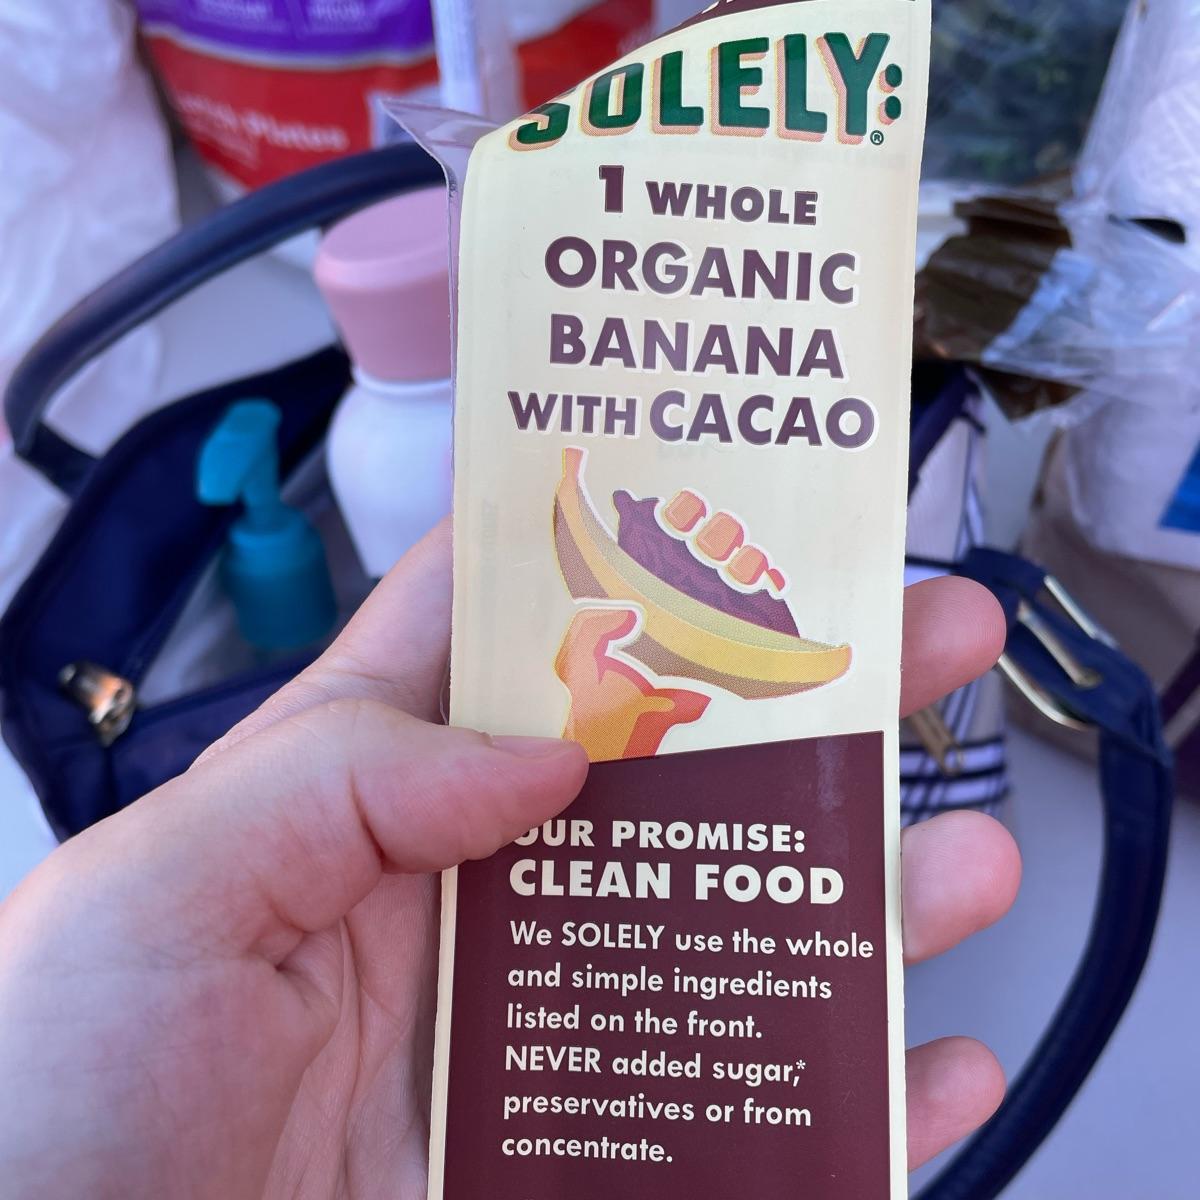 SOLELY:®
1 WHOLE
ORGANIC
BANANA
WITH CACAO
OUR PROMISE:
CLEAN FOOD
We SOLELY use the whole
and simple ingredients
listed on the front.
NEVER added sugar,*
preservatives or from
concentrate.